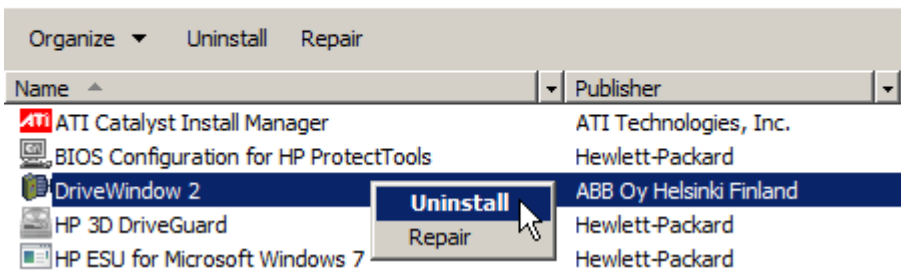 Organize Uninstall Repair
Name Publisher
ATI ATI Catalyst Install Manager ATI Technologies, Inc.
BIOS Configuration for HP ProtectTools Hewlett-Packard
DriveWindow 2 ABB Oy Helsinki Finland
Uninstall
HP 3D DriveGuard Hewlett-Packard
Repair
HP ESU for Microsoft Windows 7 Hewlett-Packard